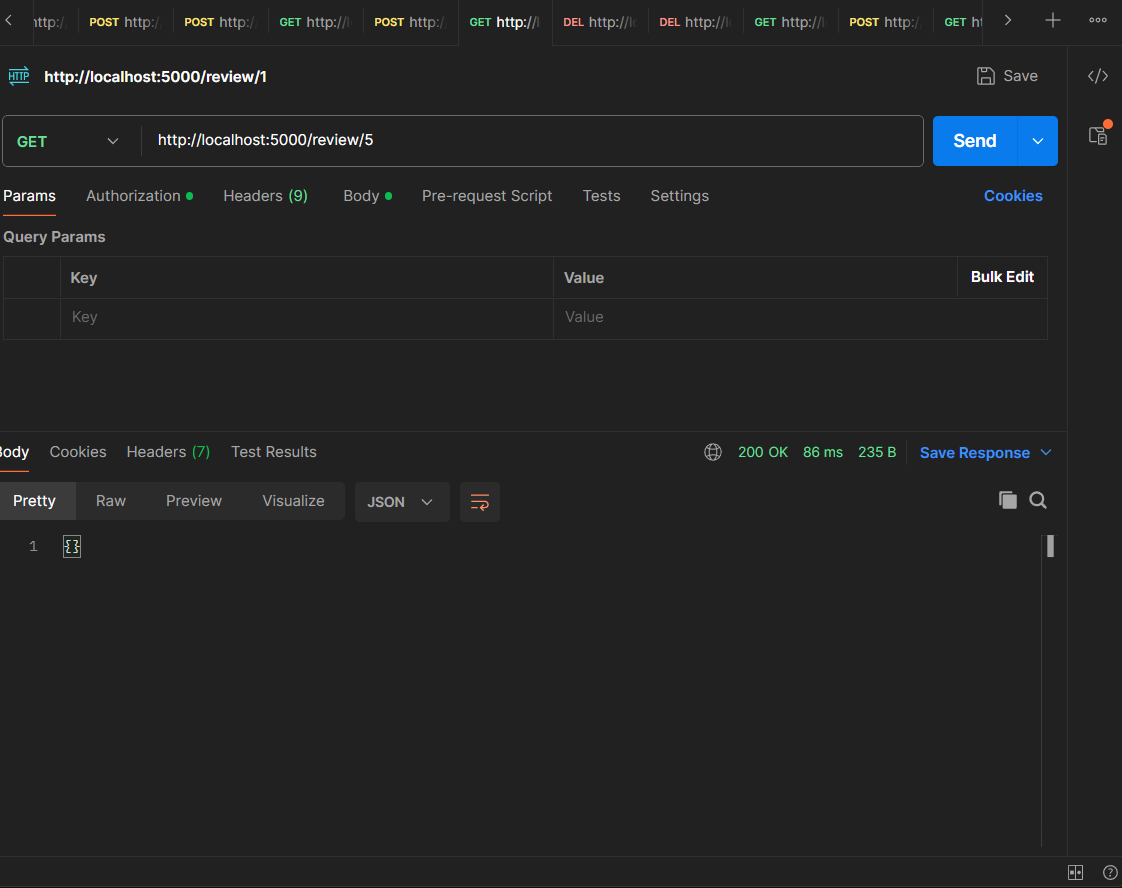 ttp:/ POST http:/ POST http:/ GET http://l POST http:/ GET http://l DEL http://lo DEL http://lo GET http://l POST http:/ GET ht
HTTP http://localhost:5000/review/1 Save
GET http://localhost:5000/review/5 Send
Params Authorization Headers (9) Body Pre-request Script Tests Settings Cookies
Query Params
Key Value Bulk Edit
Key Value
Body Cookies Headers (7) Test Results 200 OK 86 ms 235 B Save Response
Pretty Raw Preview Visualize JSON
1 {}